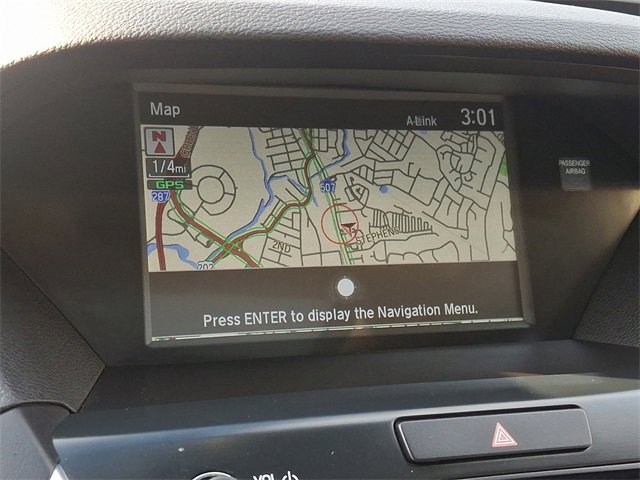 Map
A-Link 3:01
N
1/4mi
GPS
287
607
2ND
STEPHENS
202
PASSENGER
AIRBAG
Press ENTER to display the Navigation Menu.
VOL